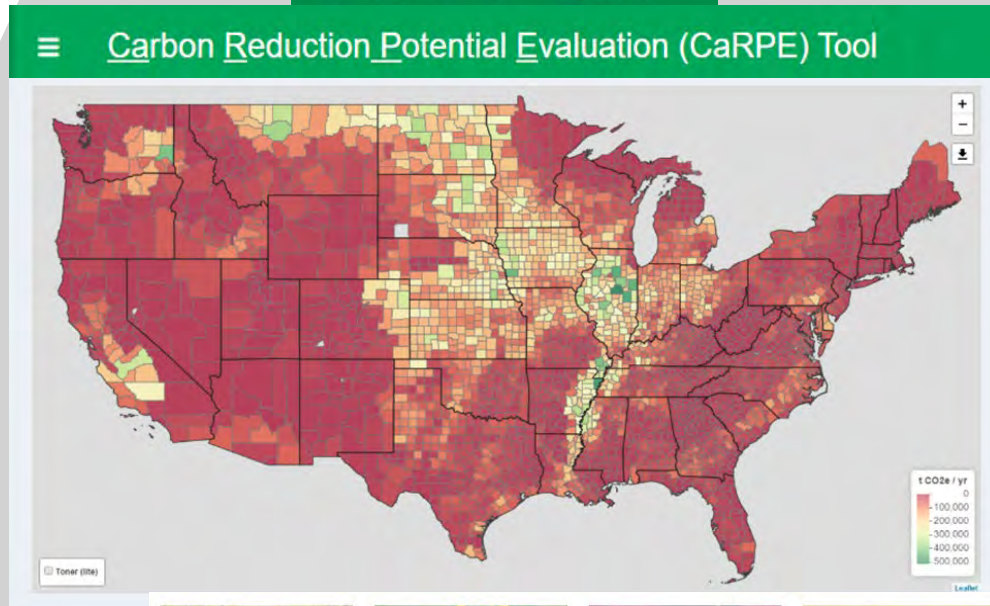 Carbon Reduction Potential Evaluation (CaRPE) Tool
+
−
t CO2e / yr
0
-100,000
-200,000
-300,000
-400,000
-500,000
Toner (lite)
Leaflet